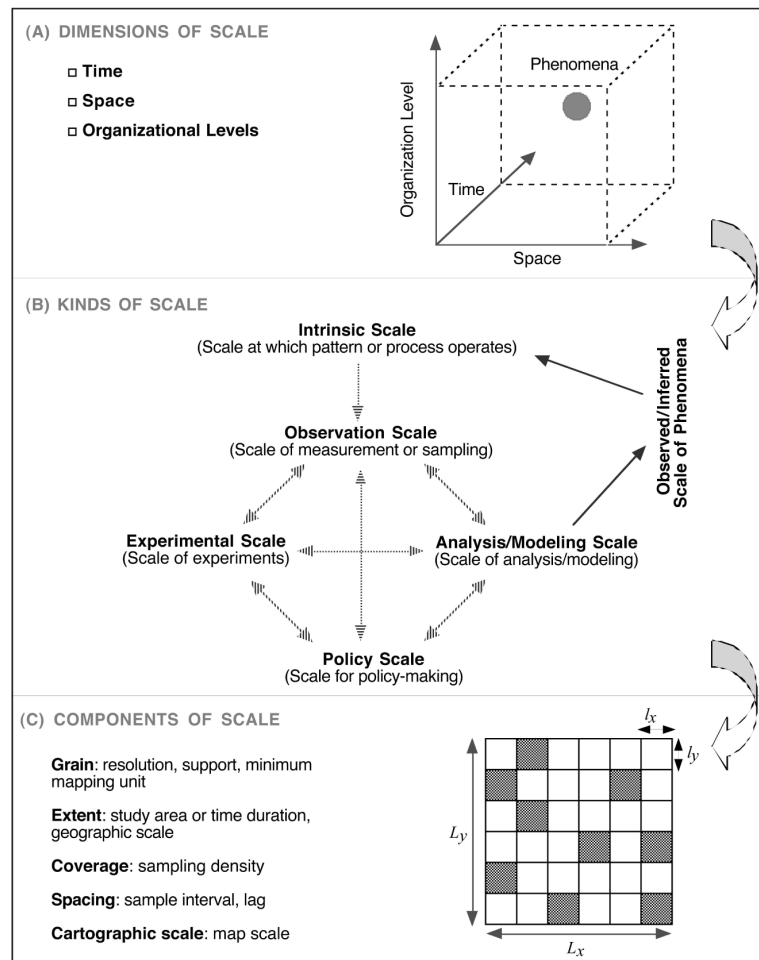 (A) DIMENSIONS OF SCALE
Time
Space
Organizational Levels
Phenomena
Organization Level
Time
Space
(B) KINDS OF SCALE
Intrinsic Scale
(Scale at which pattern or process operates)
Observed/Inferred
Scale of Phenomena
Observation Scale
(Scale of measurement or sampling)
Experimental Scale
(Scale of experiments)
Analysis/Modeling Scale
(Scale of analysis/modeling)
Policy Scale
(Scale for policy-making)
(C) COMPONENTS OF SCALE
Grain: resolution, support, minimum
mapping unit
Extent: study area or time duration,
geographic scale
Coverage: sampling density
Spacing: sample interval, lag
Cartographic scale: map scale
lx
ly
Ly
Lx